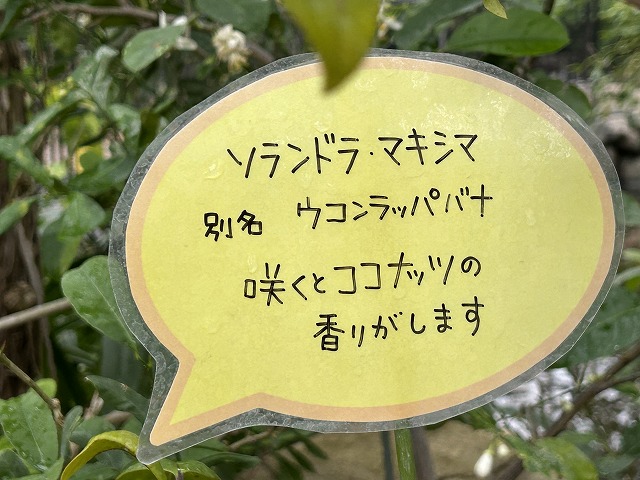 ソランドラ・マキシマ
別名 ウコンラッパバナ
咲くとココナッツの
香りがします